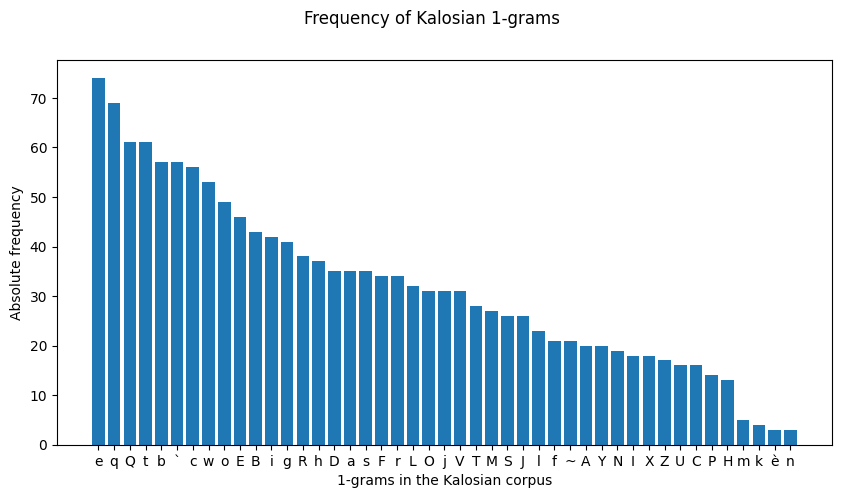 Frequency of Kalosian 1-grams
Absolute frequency
70
60
50
40
30
20
10
0
e q Q t b ` c w o E B i g R h D a s F r L O j V T M S J l f ~ A Y N I X Z U C P H m k è n
1-grams in the Kalosian corpus